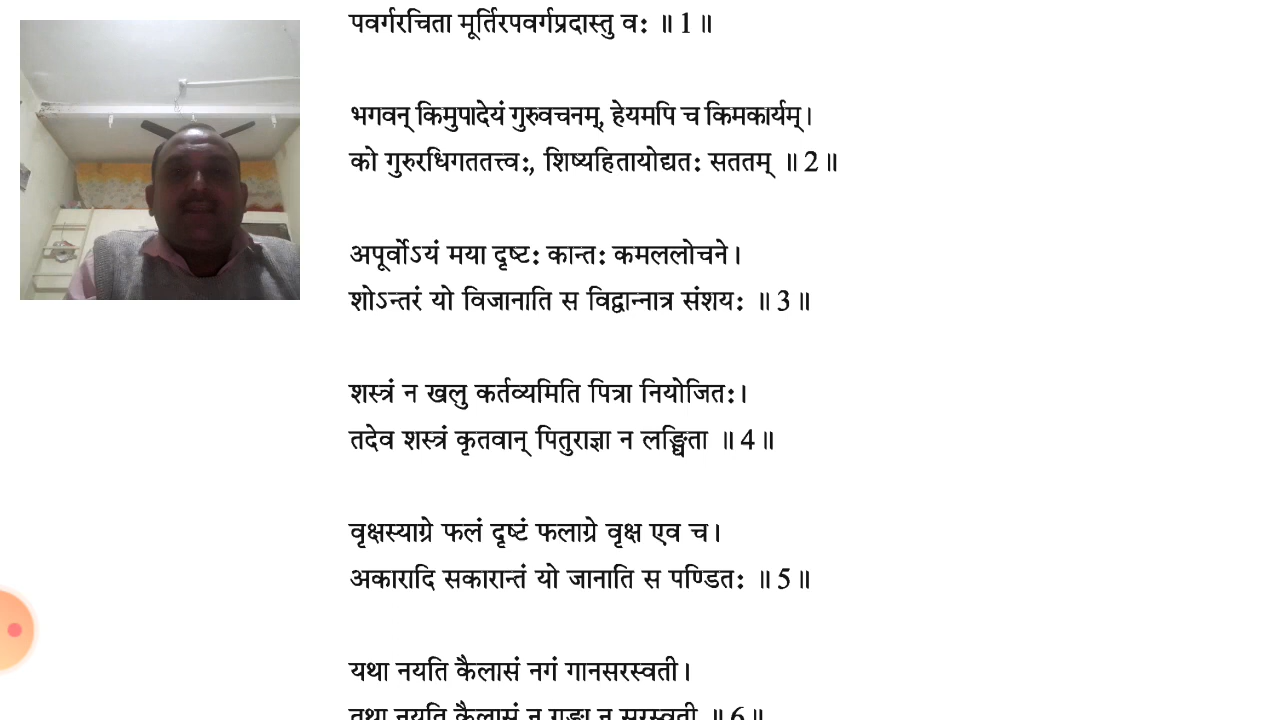 पवर्गरचिता मूर्तिरपवर्गप्रदास्तु वः ॥ 1 ॥
भगवन् किमुपादेयं गुरुवचनम्, हेयमपि च किमकार्यम् ।
को गुरुरधिगततत्त्वः, शिष्यहितायोद्यतः सततम् ॥ 2 ॥
अपूर्वोऽयं मया दृष्टः कान्तः कमललोचने ।
शोऽन्तरं यो विजानाति स विद्वान्नात्र संशयः ॥ 3 ॥
शस्त्रं न खलु कर्तव्यमिति पित्रा नियोजितः ।
तदेव शस्त्रं कृतवान् पितुराज्ञा न लङ्घिता ॥ 4 ॥
वृक्षस्याग्रे फलं दृष्टं फलाग्रे वृक्ष एव च ।
अकारादि सकारान्तं यो जानाति स पण्डितः ॥ 5 ॥
यथा नयति कैलासं नगं गानसरस्वती ।
तथा नयति कैलासं न गङ्गा न सरस्वती ॥ 6 ॥